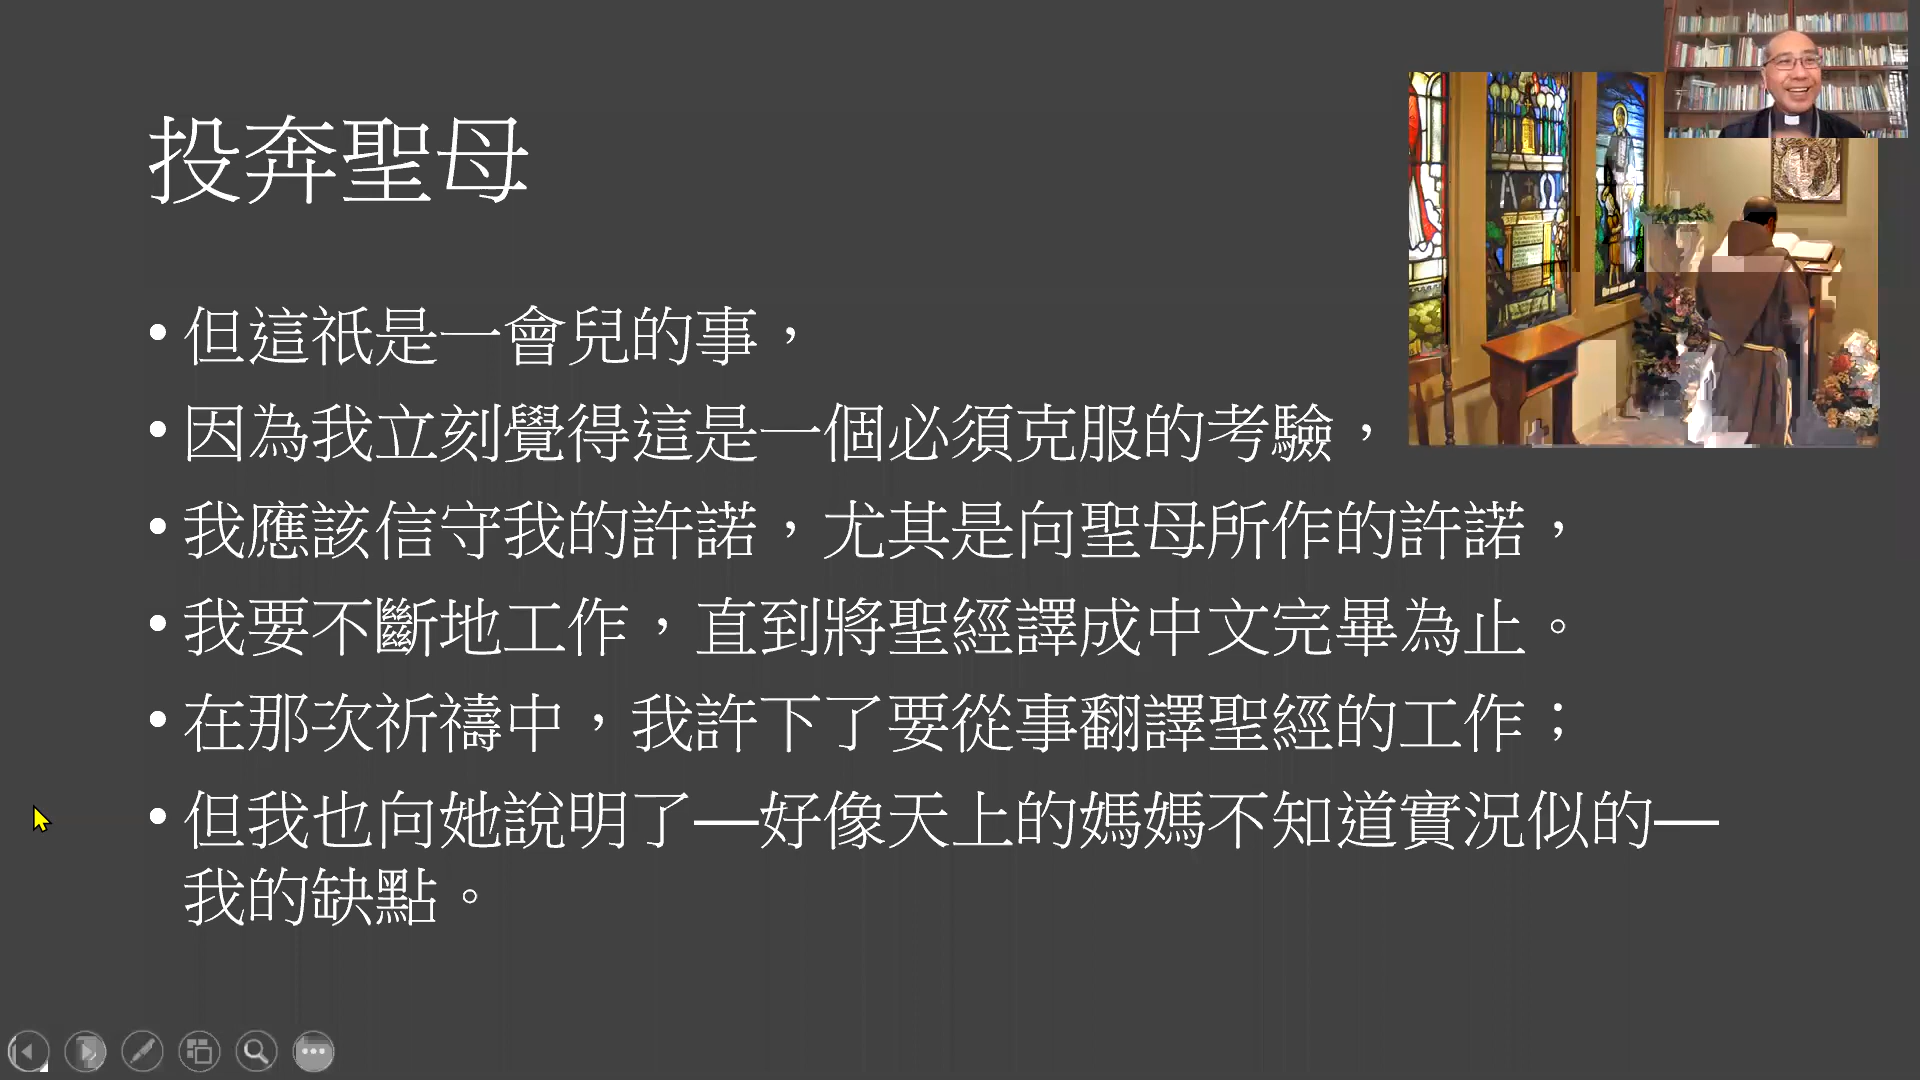 投奔聖母
• 但這祇是一會兒的事，
• 因為我立刻覺得這是一個必須克服的考驗，
• 我應該信守我的許諾，尤其是向聖母所作的許諾，
• 我要不斷地工作，直到將聖經譯成中文完畢為止。
• 在那次祈禱中，我許下了要從事翻譯聖經的工作；
• 但我也向她說明了—好像天上的媽媽不知道實況似的—
我的缺點。
Α Ω